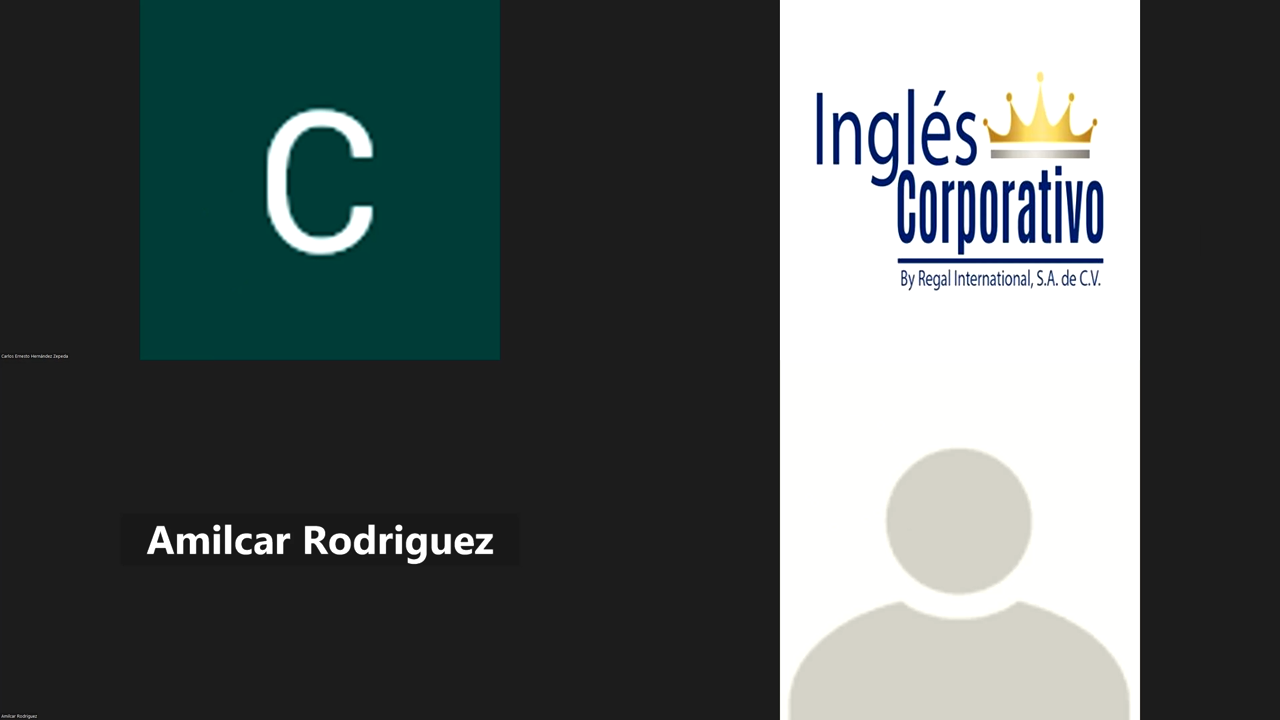 C
Inglés
Corporativo
By Regal International, S.A. de C.V.
Carlos Ernesto Hernández Zepeda
Amilcar Rodriguez
Amilcar Rodriguez